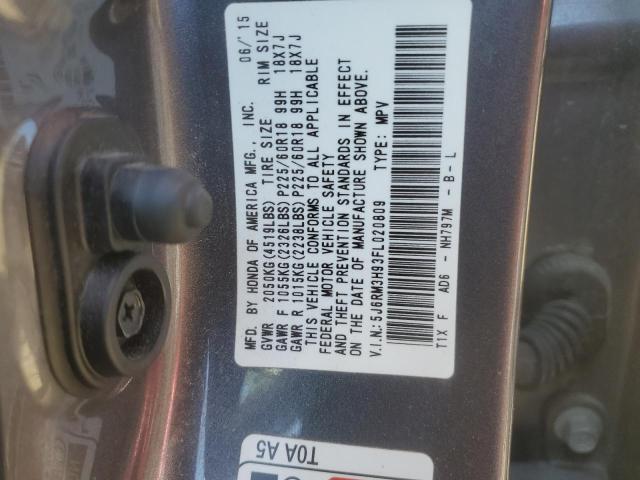 MFD. BY HONDA OF AMERICA MFG., INC. 06/'15
GVWR 2050KG(4519LBS) TIRE SIZE RIM SIZE
GAWR F 1055KG(2326LBS) P225/60R18 99H 18X7J
GAWR R 1015KG(2238LBS) P225/60R18 99H 18X7J
THIS VEHICLE CONFORMS TO ALL APPLICABLE
FEDERAL MOTOR VEHICLE SAFETY
AND THEFT PREVENTION STANDARDS IN EFFECT
ON THE DATE OF MANUFACTURE SHOWN ABOVE.
V.I.N.:5J6RM3H93FL020809 TYPE: MPV
T1X F AD6 - NH797M - B - L
T0A A5